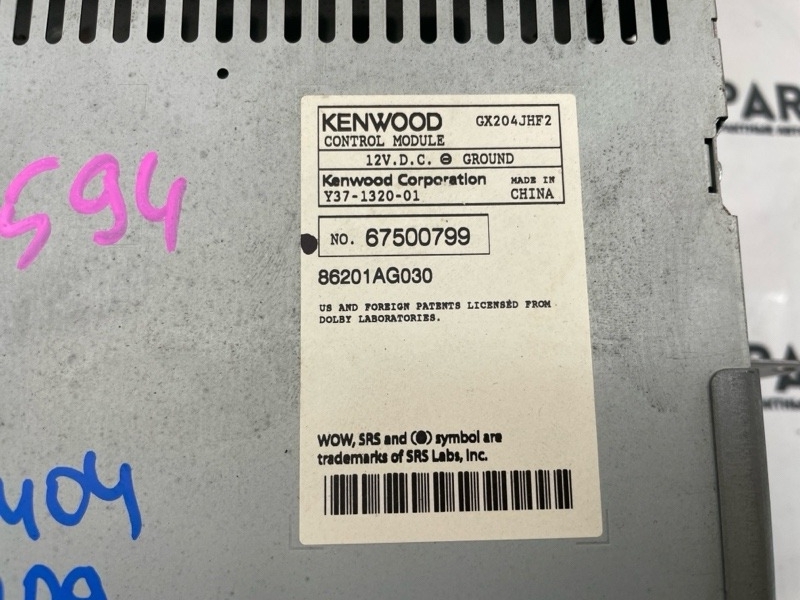 KENWOOD GX204JHF2
CONTROL MODULE
12V.D.C. ⊖ GROUND
Kenwood Corporation MADE IN
Y37-1320-01 CHINA
NO. 67500799
86201AG030
US AND FOREIGN PATENTS LICENSED FROM
DOLBY LABORATORIES.
WOW, SRS and (●) symbol are
trademarks of SRS Labs, Inc.
594
404
PAR